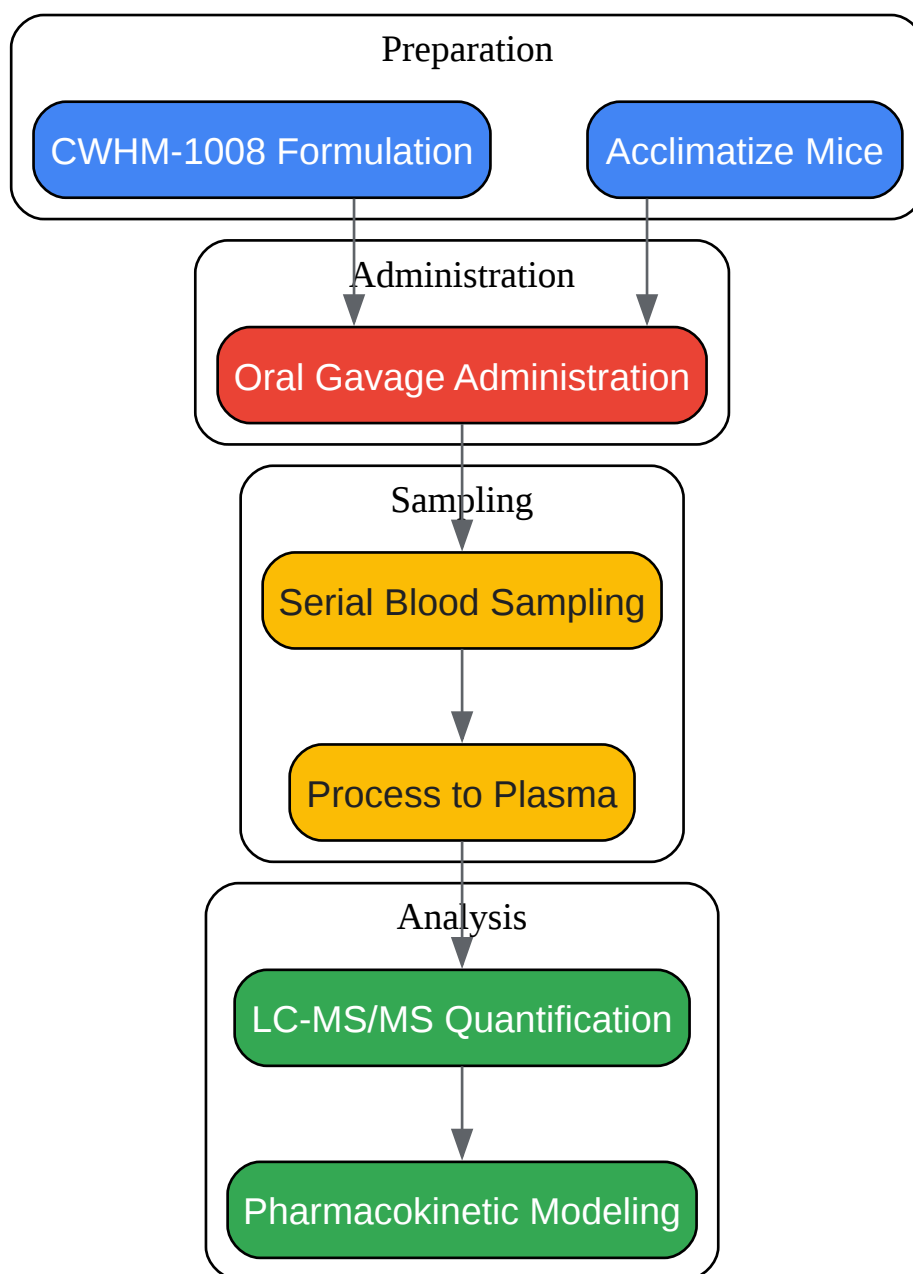 Preparation
CWHM-1008 Formulation
Acclimatize Mice
Administration
Oral Gavage Administration
Sampling
Serial Blood Sampling
Process to Plasma
Analysis
LC-MS/MS Quantification
Pharmacokinetic Modeling